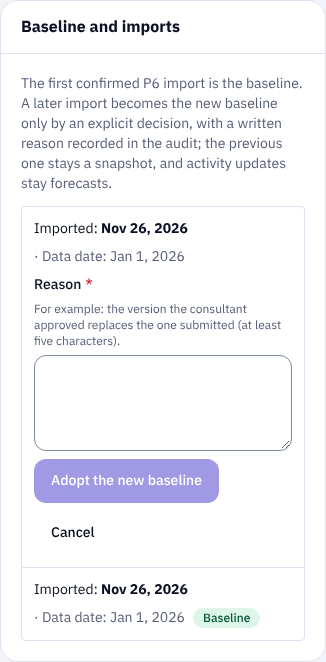 Baseline and imports
The first confirmed P6 import is the baseline.
A later import becomes the new baseline
only by an explicit decision, with a written
reason recorded in the audit; the previous
one stays a snapshot, and activity updates
stay forecasts.
Imported: Nov 26, 2026
· Data date: Jan 1, 2026
Reason *
For example: the version the consultant
approved replaces the one submitted (at least
five characters).
Adopt the new baseline
Cancel
Imported: Nov 26, 2026
· Data date: Jan 1, 2026 Baseline